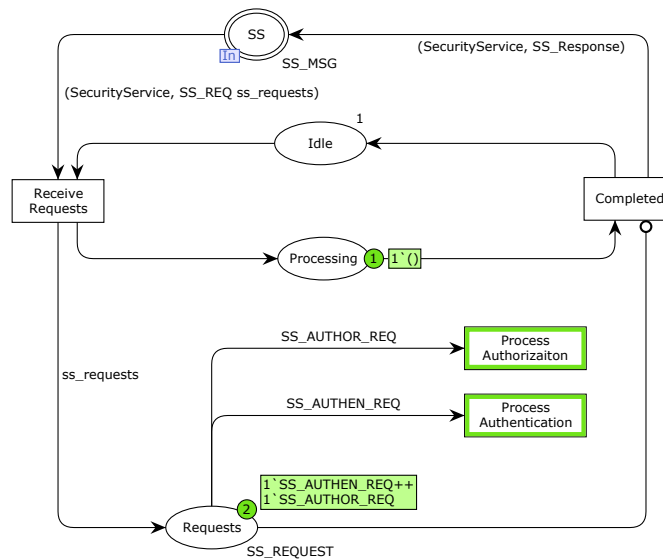 SS
In
SS_MSG
(SecurityService, SS_Response)
(SecurityService, SS_REQ ss_requests)
1
Idle
Receive
Requests
Completed
Processing
1
1`()
SS_AUTHOR_REQ
Process
Authorizaiton
ss_requests
SS_AUTHEN_REQ
Process
Authentication
1`SS_AUTHEN_REQ++
1`SS_AUTHOR_REQ
2
Requests
SS_REQUEST